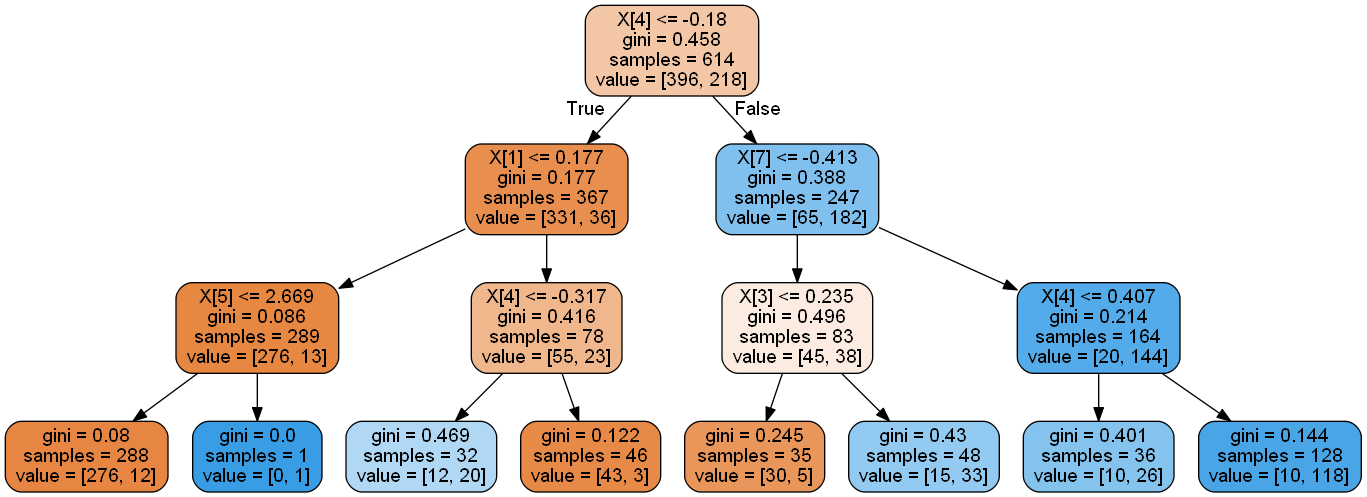 X[4] <= -0.18
gini = 0.458
samples = 614
value = [396, 218]
True
False
X[1] <= 0.177
gini = 0.177
samples = 367
value = [331, 36]
X[7] <= -0.413
gini = 0.388
samples = 247
value = [65, 182]
X[5] <= 2.669
gini = 0.086
samples = 289
value = [276, 13]
X[4] <= -0.317
gini = 0.416
samples = 78
value = [55, 23]
X[3] <= 0.235
gini = 0.496
samples = 83
value = [45, 38]
X[4] <= 0.407
gini = 0.214
samples = 164
value = [20, 144]
gini = 0.08
samples = 288
value = [276, 12]
gini = 0.0
samples = 1
value = [0, 1]
gini = 0.469
samples = 32
value = [12, 20]
gini = 0.122
samples = 46
value = [43, 3]
gini = 0.245
samples = 35
value = [30, 5]
gini = 0.43
samples = 48
value = [15, 33]
gini = 0.401
samples = 36
value = [10, 26]
gini = 0.144
samples = 128
value = [10, 118]